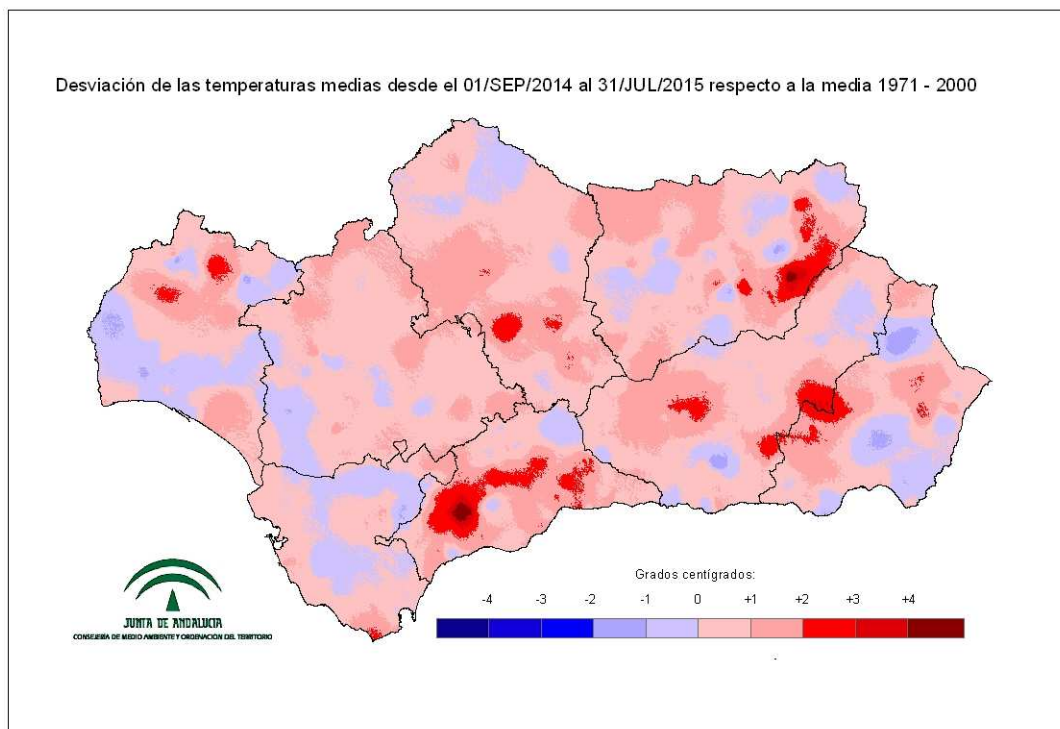 Desviación de las temperaturas medias desde el 01/SEP/2014 al 31/JUL/2015 respecto a la media 1971 - 2000
Grados centígrados:
-4 -3 -2 -1 0 +1 +2 +3 +4
JUNTA DE ANDALUCIA
CONSEJERÍA DE MEDIO AMBIENTE Y ORDENACIÓN DEL TERRITORIO